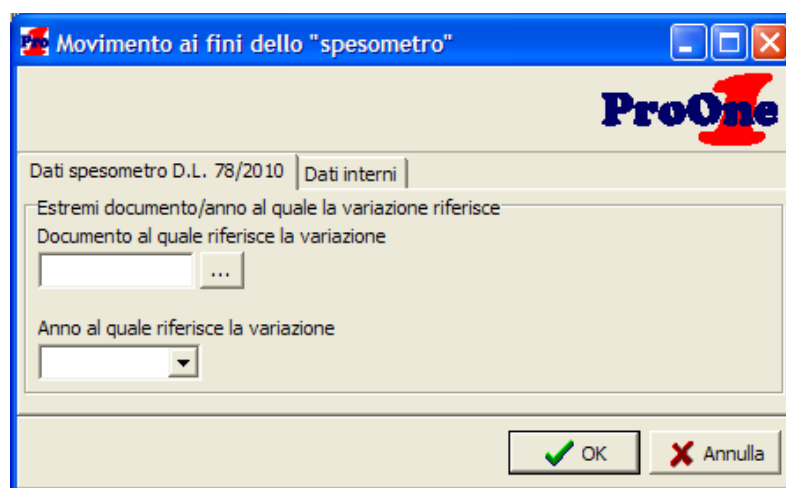 Pro Movimento ai fini dello "spesometro"
ProOne
Dati spesometro D.L. 78/2010 Dati interni
Estremi documento/anno al quale la variazione riferisce
Documento al quale riferisce la variazione
...
Anno al quale riferisce la variazione
OK Annulla